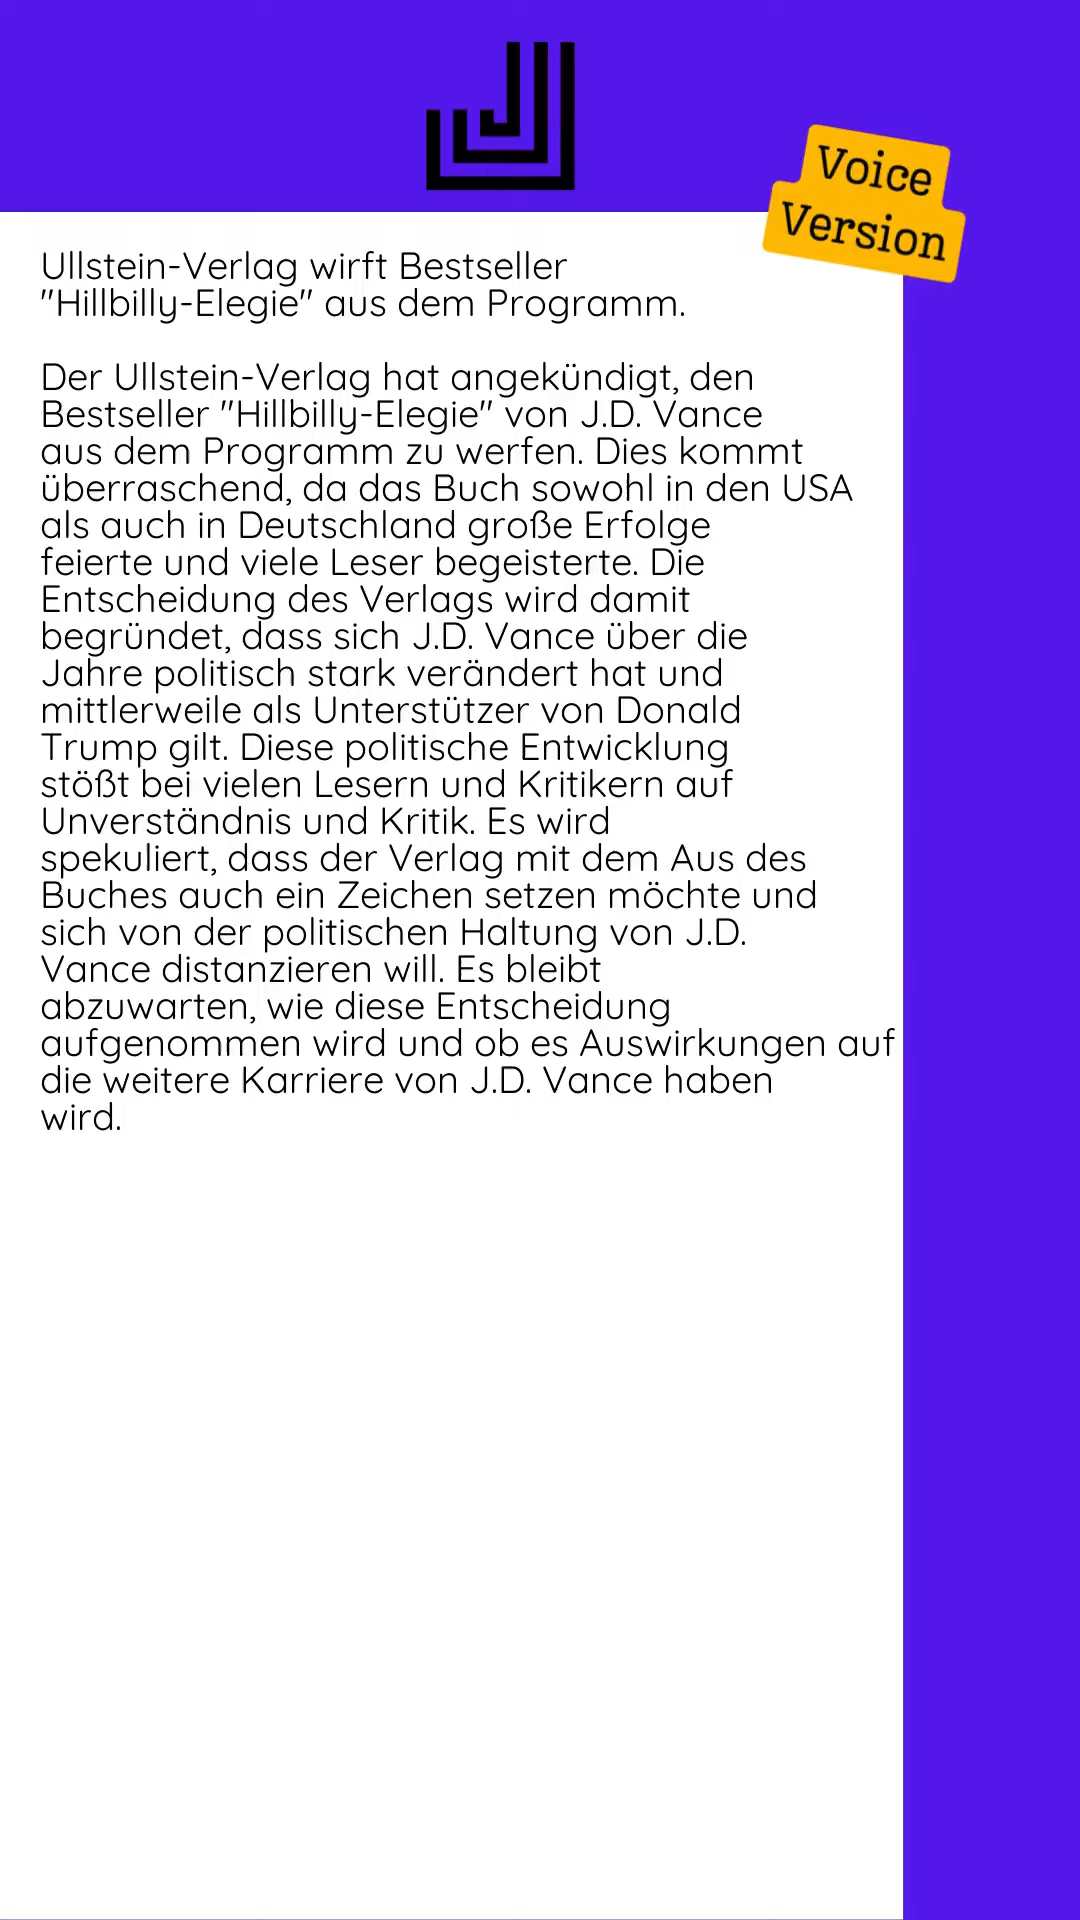 Voice
Version
Ullstein-Verlag wirft Bestseller
"Hillbilly-Elegie" aus dem Programm.
Der Ullstein-Verlag hat angekündigt, den
Bestseller "Hillbilly-Elegie" von J.D. Vance
aus dem Programm zu werfen. Dies kommt
überraschend, da das Buch sowohl in den USA
als auch in Deutschland große Erfolge
feierte und viele Leser begeisterte. Die
Entscheidung des Verlags wird damit
begründet, dass sich J.D. Vance über die
Jahre politisch stark verändert hat und
mittlerweile als Unterstützer von Donald
Trump gilt. Diese politische Entwicklung
stößt bei vielen Lesern und Kritikern auf
Unverständnis und Kritik. Es wird
spekuliert, dass der Verlag mit dem Aus des
Buches auch ein Zeichen setzen möchte und
sich von der politischen Haltung von J.D.
Vance distanzieren will. Es bleibt
abzuwarten, wie diese Entscheidung
aufgenommen wird und ob es Auswirkungen auf
die weitere Karriere von J.D. Vance haben
wird.